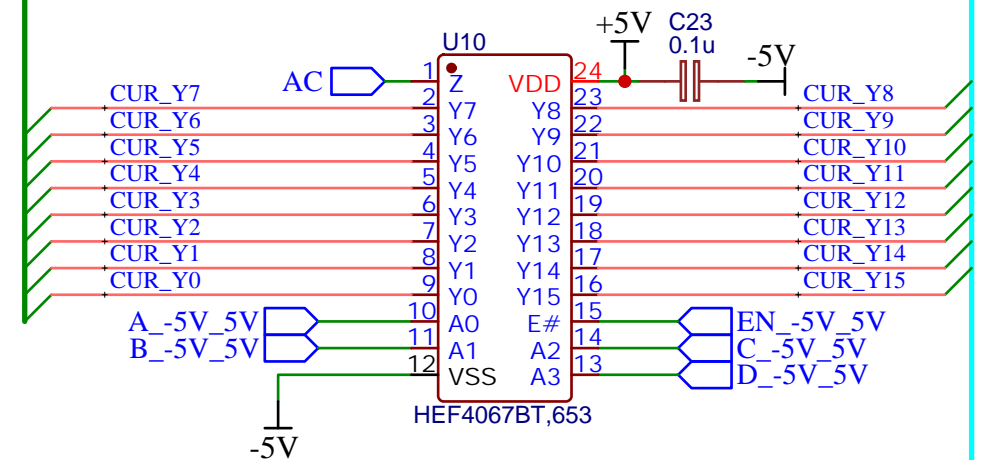 +5V
C23
0.1u
-5V
U10
AC
1 Z VDD 24
CUR_Y7 2 Y7 Y8 23 CUR_Y8
CUR_Y6 3 Y6 Y9 22 CUR_Y9
CUR_Y5 4 Y5 Y10 21 CUR_Y10
CUR_Y4 5 Y4 Y11 20 CUR_Y11
CUR_Y3 6 Y3 Y12 19 CUR_Y12
CUR_Y2 7 Y2 Y13 18 CUR_Y13
CUR_Y1 8 Y1 Y14 17 CUR_Y14
CUR_Y0 9 Y0 Y15 16 CUR_Y15
A_-5V_5V 10 A0 E# 15 EN_-5V_5V
B_-5V_5V 11 A1 A2 14 C_-5V_5V
12 VSS A3 13 D_-5V_5V
HEF4067BT,653
-5V